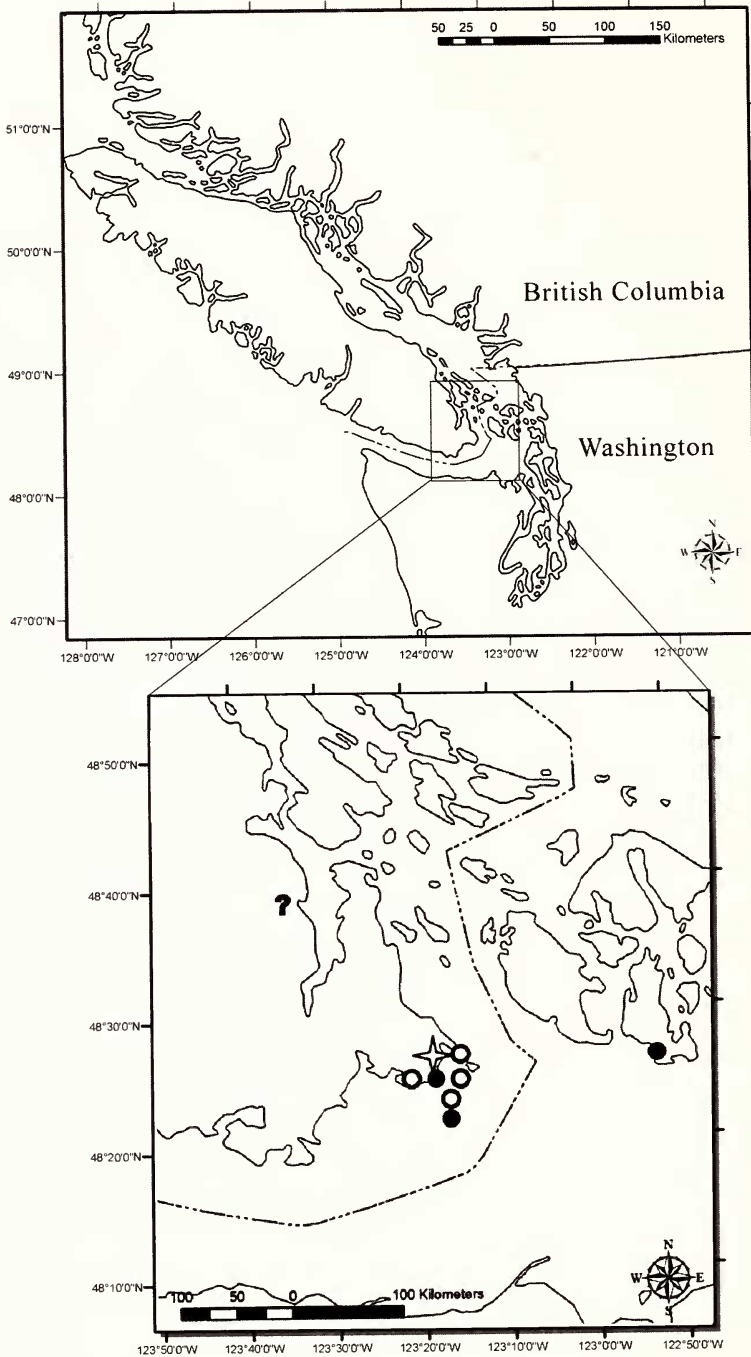 50 25 0 50 100 150
Kilometers
51°0'0"N
50°0'0"N
British Columbia
49°0'0"N
Washington
48°0'0"N
N
W E
S
47°0'0"N
128°0'0"W 127°0'0"W 126°0'0"W 125°0'0"W 124°0'0"W 123°0'0"W 122°0'0"W 121°0'0"W
48°50'0"N
48°40'0"N
?
48°30'0"N
48°20'0"N
N
W E
S
48°10'0"N
100 50 0 100 Kilometers
123°50'0"W 123°40'0"W 123°30'0"W 123°20'0"W 123°10'0"W 123°0'0"W 122°50'0"W